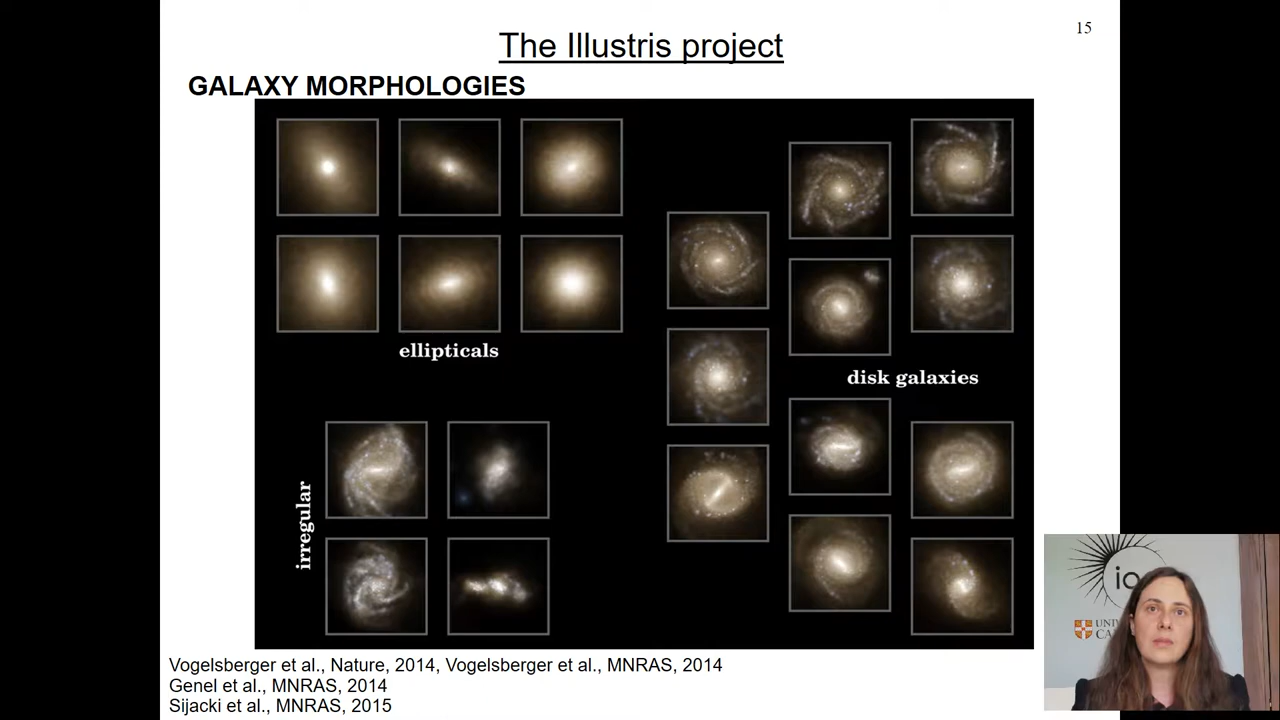 15
The Illustris project
GALAXY MORPHOLOGIES
ellipticals
disk galaxies
irregular
Vogelsberger et al., Nature, 2014, Vogelsberger et al., MNRAS, 2014
Genel et al., MNRAS, 2014
Sijacki et al., MNRAS, 2015